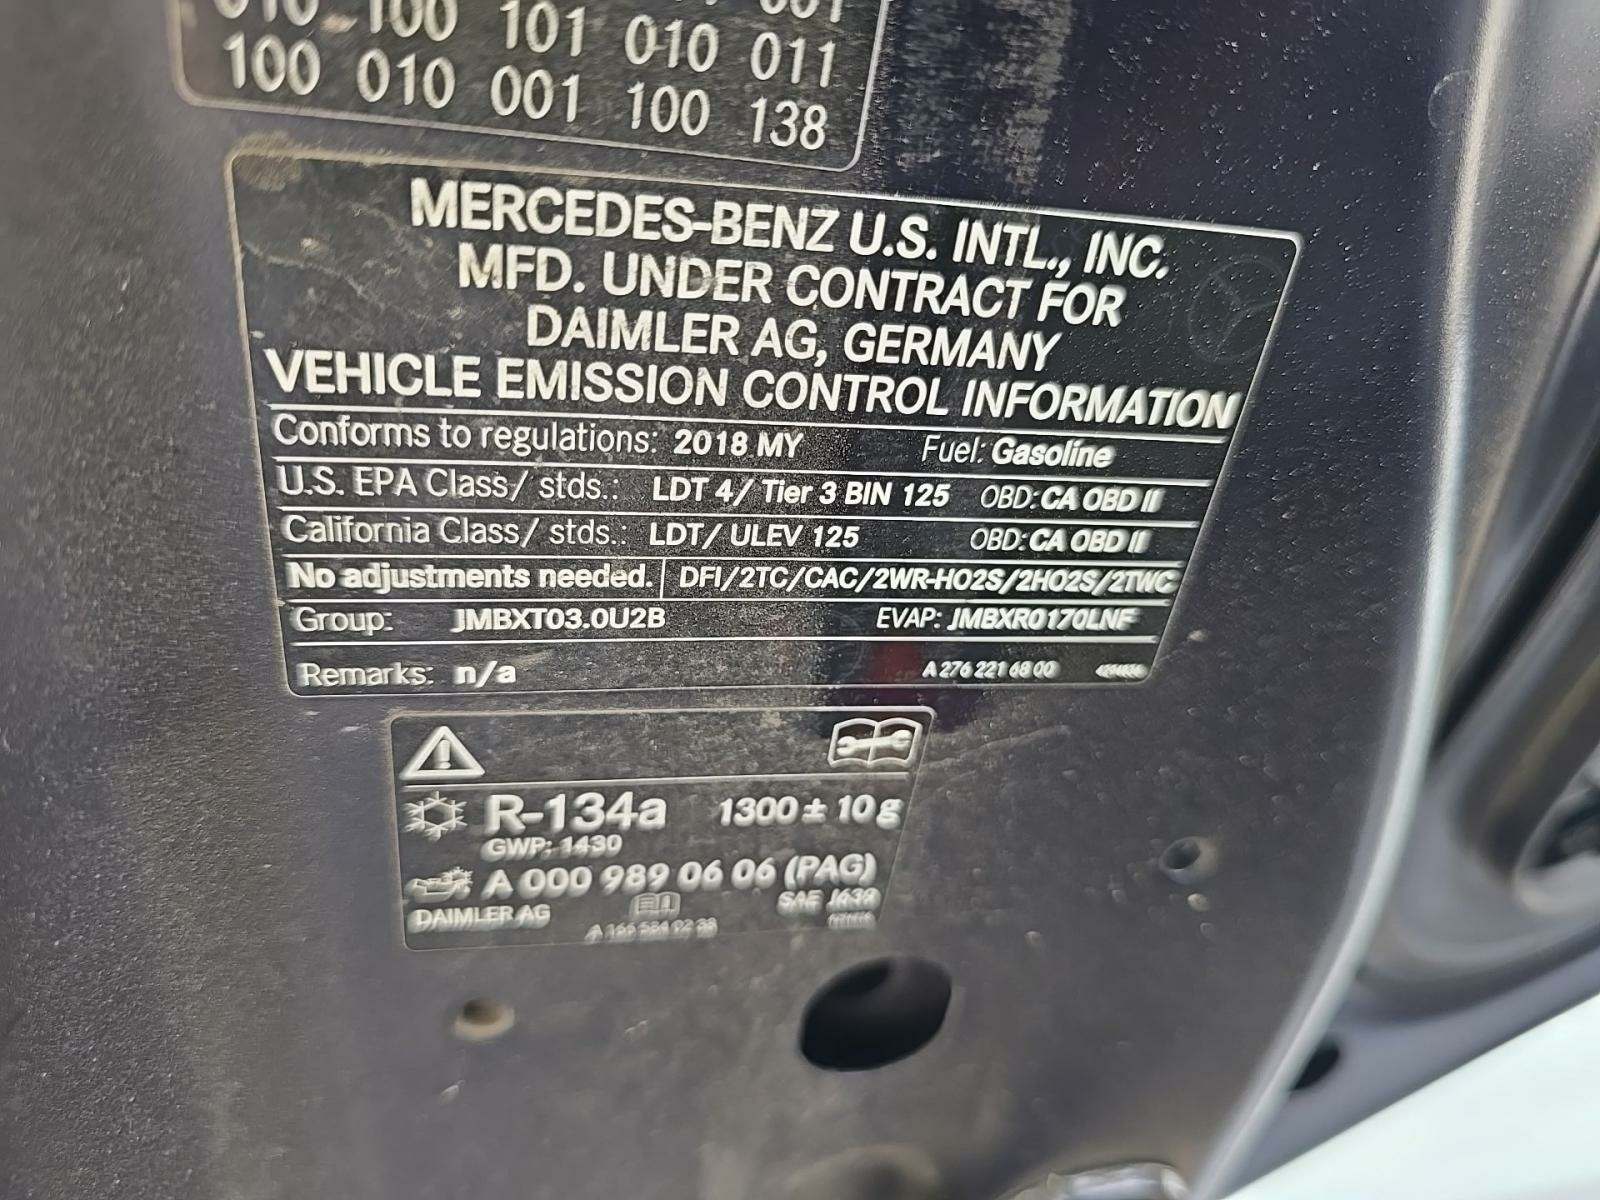 100 101 010 011
100 010 001 100 138
MERCEDES-BENZ U.S. INTL., INC.
MFD. UNDER CONTRACT FOR
DAIMLER AG, GERMANY
VEHICLE EMISSION CONTROL INFORMATION
Conforms to regulations: 2018 MY Fuel: Gasoline
U.S. EPA Class/ stds.: LDT 4/ Tier 3 BIN 125 OBD: CA OBD II
California Class/ stds.: LDT/ ULEV 125 OBD: CA OBD II
No adjustments needed. DFI/2TC/CAC/2WR-HO2S/2HO2S/2TWC
Group: JMBXT03.0U2B EVAP: JMBXR0170LNF
Remarks: n/a A 276 221 68 00
R-134a 1300 ± 10 g
GWP: 1430
A 000 989 06 06 (PAG)
DAIMLER AG SAE J639